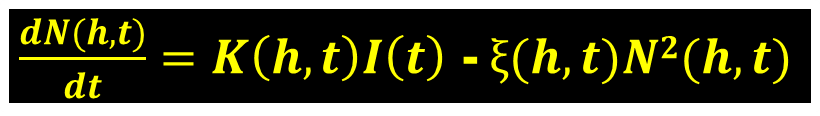 dN(h,t)/dt = K(h,t)I(t) - ξ(h,t)N²(h,t)